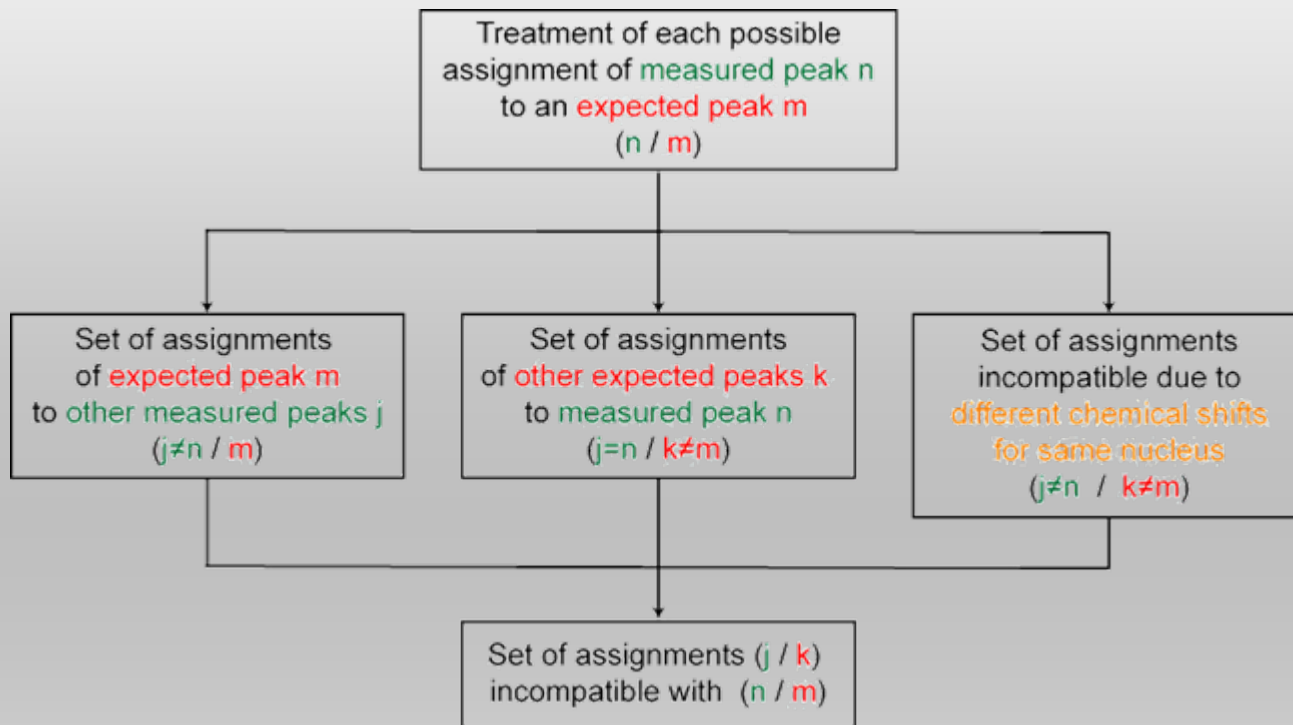 Treatment of each possible
assignment of measured peak n
to an expected peak m
(n / m)
Set of assignments
of expected peak m
to other measured peaks j
(j≠n / m)
Set of assignments
of other expected peaks k
to measured peak n
(j=n / k≠m)
Set of assignments
incompatible due to
different chemical shifts
for same nucleus
(j≠n / k≠m)
Set of assignments (j / k)
incompatible with (n / m)